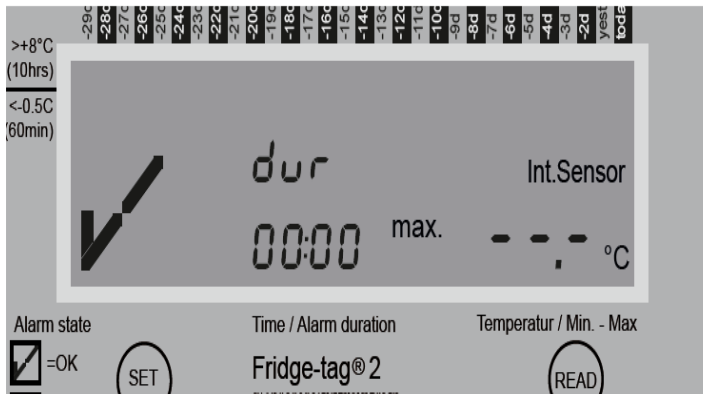 -29d -28d -27d -26d -25d -24d -23d -22d -21d -20d -19d -18d -17d -16d -15d -14d -13d -12d -11d -10d -9d -8d -7d -6d -5d -4d -3d -2d yest toda
>+8°C
(10hrs)
<-0.5C
(60min)
dur
Int.Sensor
00:00
max.
--.-
°C
Alarm state
Time / Alarm duration
Temperatur / Min. - Max
=OK
SET
Fridge-tag® 2
READ